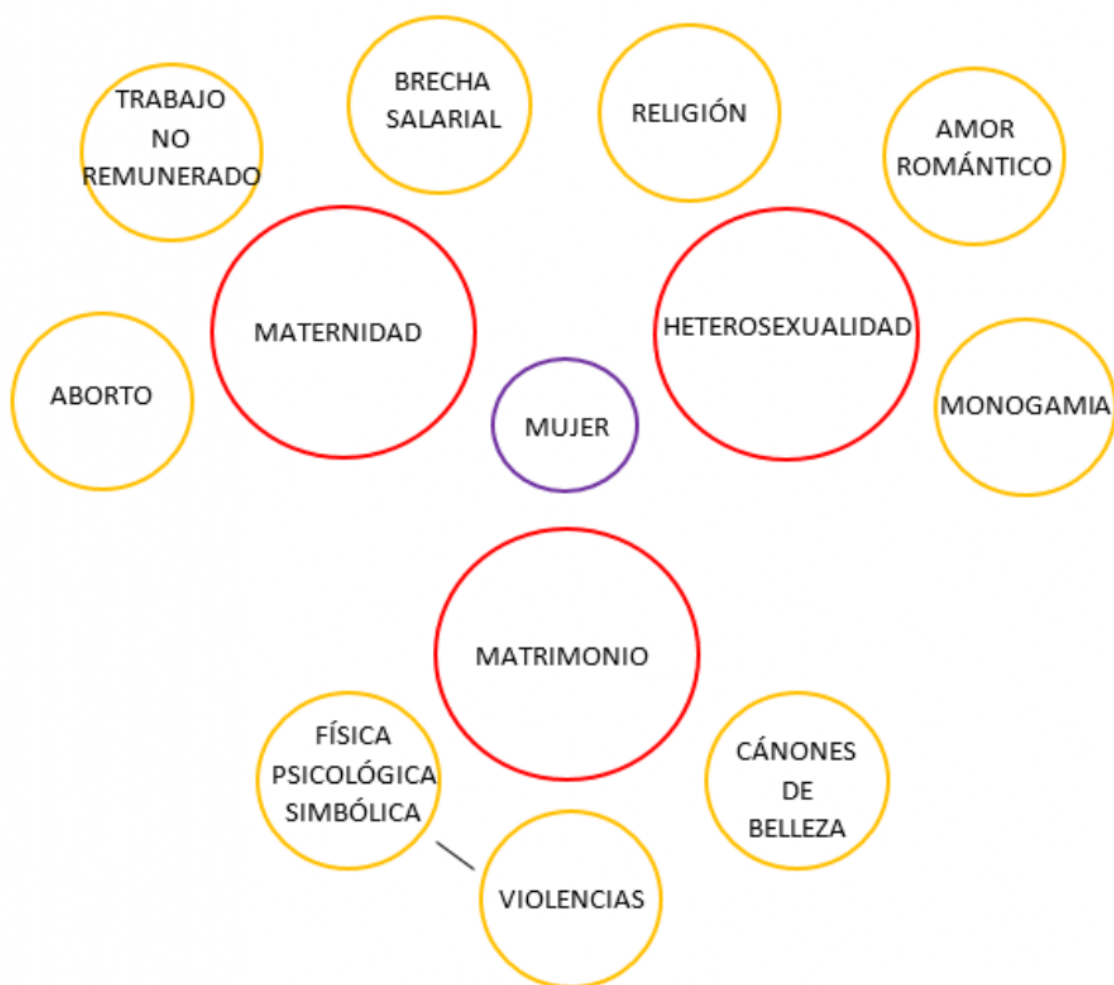 BRECHA
SALARIAL
TRABAJO
NO
REMUNERADO
RELIGIÓN
AMOR
ROMÁNTICO
MATERNIDAD
HETEROSEXUALIDAD
ABORTO
MONOGAMIA
MUJER
MATRIMONIO
FÍSICA
PSICOLÓGICA
SIMBÓLICA
CÁNONES
DE
BELLEZA
VIOLENCIAS